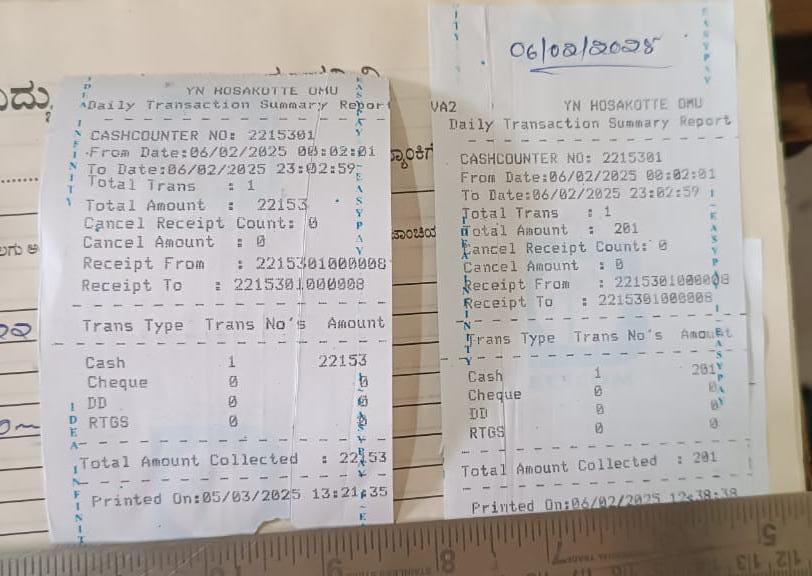 YN HOSAKOTTE OMU
Daily Transaction Summary Report
CASHCOUNTER NO: 2215301
From Date:06/02/2025 00:02:01
To Date:06/02/2025 23:02:59
Total Trans : 1
Total Amount : 22153
Cancel Receipt Count: 0
Cancel Amount : 0
Receipt From : 2215301000008
Receipt To : 2215301000008
Trans Type Trans No's Amount
Cash 1 22153
Cheque 0 0
DD 0 0
RTGS 0 0
Total Amount Collected : 22153
Printed On:05/03/2025 13:21:35
06/02/2025
VA2
YN HOSAKOTTE OMU
Daily Transaction Summary Report
CASHCOUNTER NO: 2215301
From Date:06/02/2025 00:02:01
To Date:06/02/2025 23:02:59
Total Trans : 1
Total Amount : 201
Cancel Receipt Count: 0
Cancel Amount : 0
Receipt From : 2215301000008
Receipt To : 2215301000008
Trans Type Trans No's Amount
Cash 1 201
Cheque 0 0
DD 0 0
RTGS 0 0
Total Amount Collected : 201
Printed On:06/02/2025 12:38:38
IDEA INFINITY
EASYPAY
8
7
5